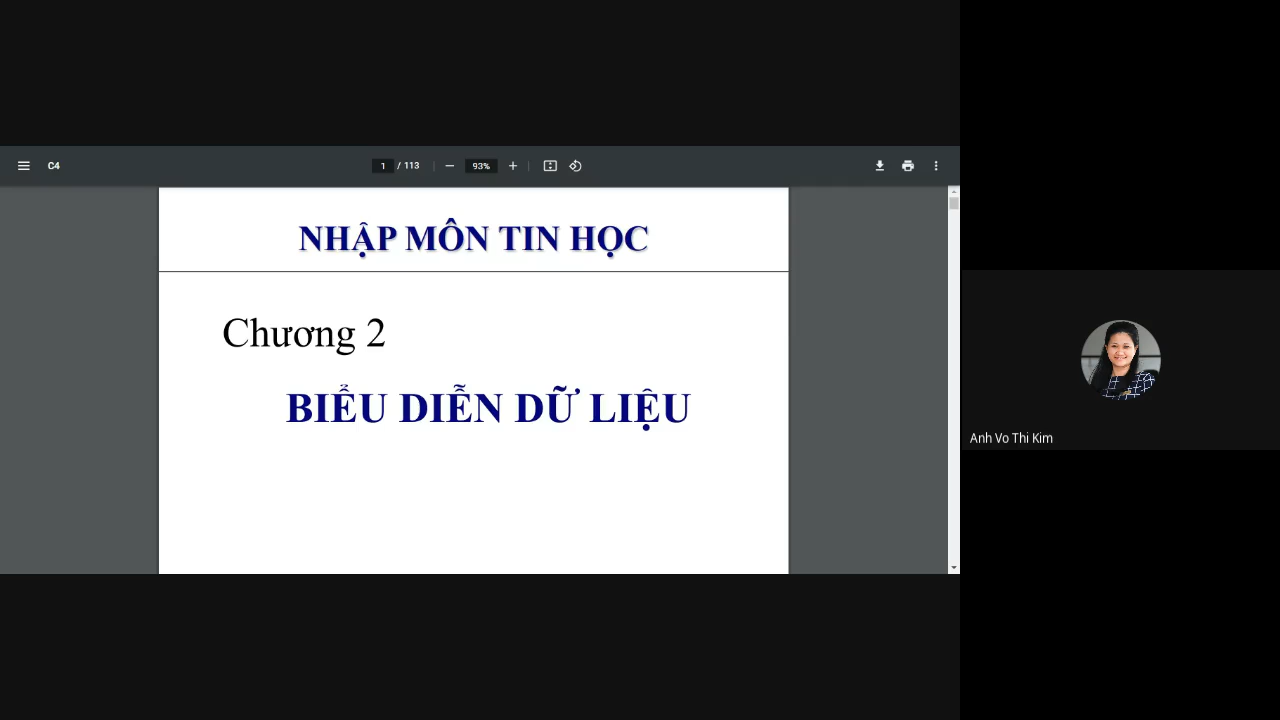 C4
1 / 113
93%
NHẬP MÔN TIN HỌC
Chương 2
BIỂU DIỄN DỮ LIỆU
Anh Vo Thi Kim